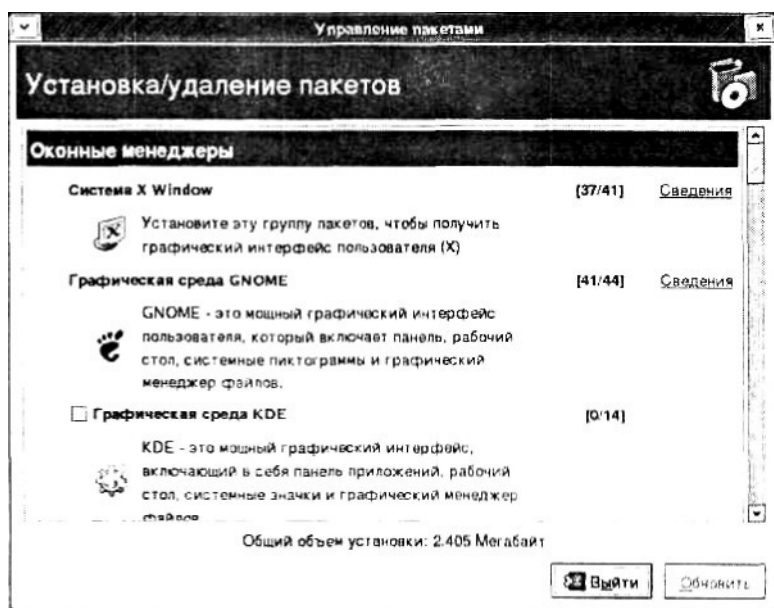 Управление пакетами
Установка/удаление пакетов
Оконные менеджеры
Система X Window [37/41] Сведения
Установите эту группу пакетов, чтобы получить
графический интерфейс пользователя (X)
Графическая среда GNOME [41/44] Сведения
GNOME - это мощный графический интерфейс
пользователя, который включает панель, рабочий
стол, системные пиктограммы и графический
менеджер файлов.
Графическая среда KDE [0/14]
KDE - это мощный графический интерфейс,
включающий в себя панель приложений, рабочий
стол, системные значки и графический менеджер
файлов
Общий объем установки: 2.405 Мегабайт
Выйти Обновить